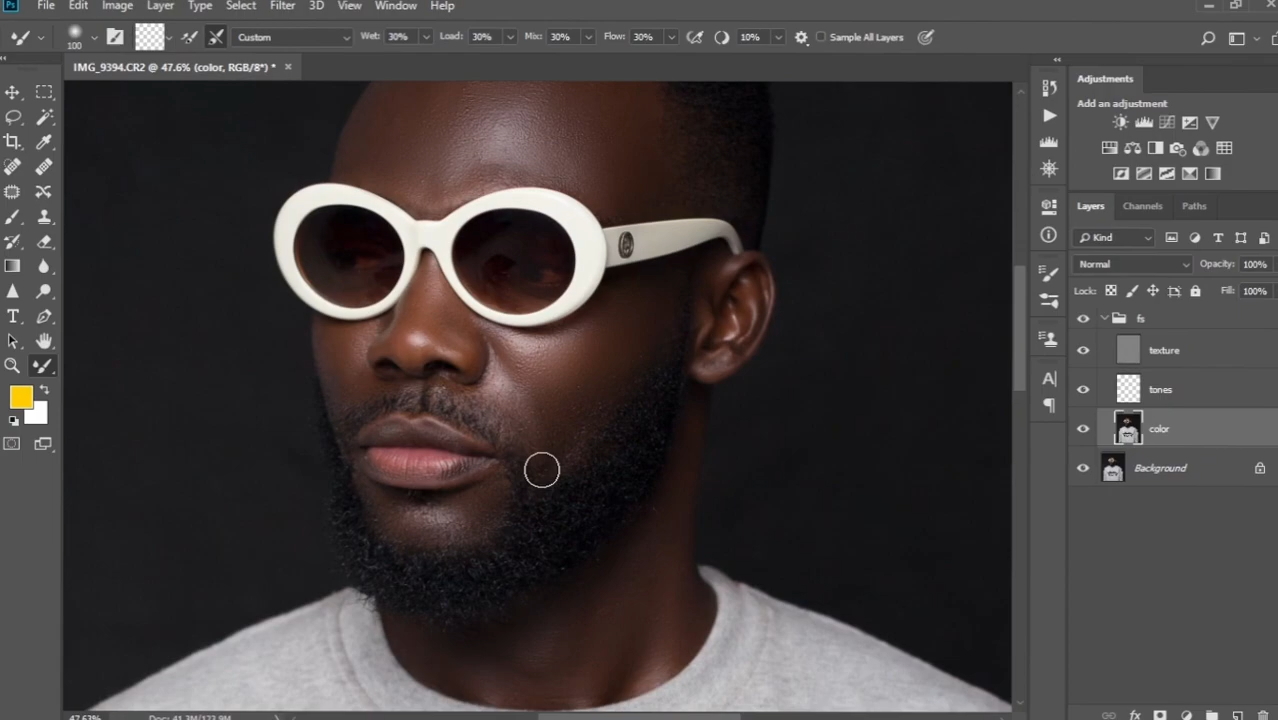 Ps File Edit Image Layer Type Select Filter 3D View Window Help
100 Custom Wet: 30% Load: 30% Mix: 30% Flow: 30% 10% Sample All Layers
IMG_9394.CR2 @ 47.6% (color, RGB/8*) * ×
Adjustments
Add an adjustment
Layers Channels Paths
Kind
Normal Opacity: 100%
Lock: Fill: 100%
fs
texture
tones
color
Background
47.63% Doc: 41.3M/173.9M